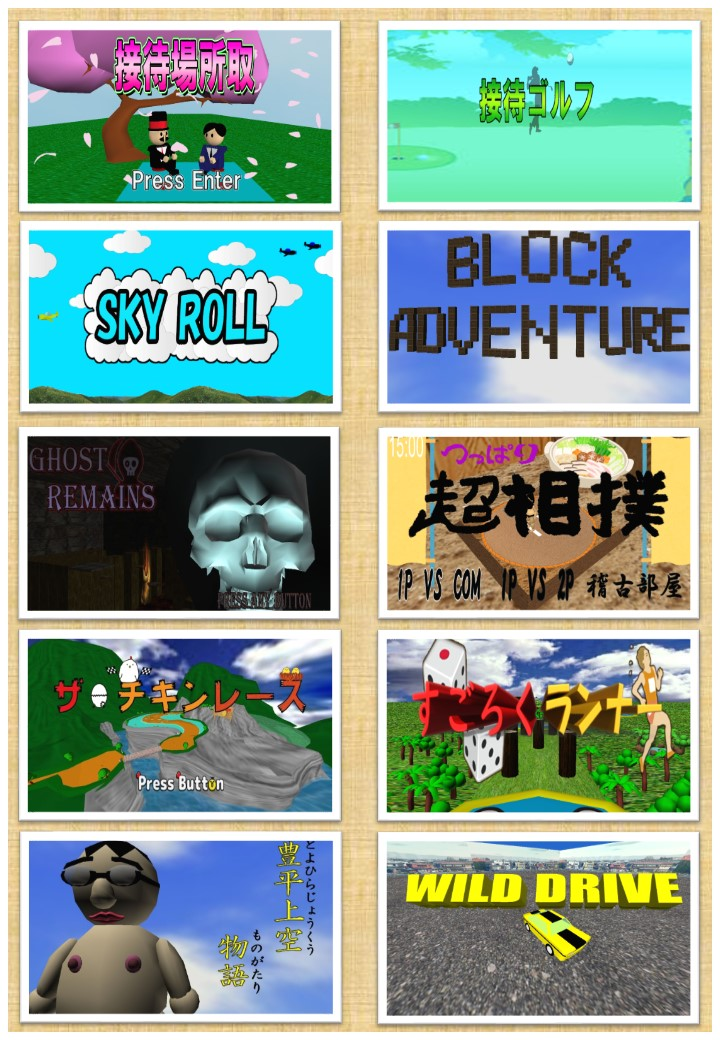 接待場所取
Press Enter
接待ゴルフ
SKY ROLL
BLOCK
ADVENTURE
GHOST
REMAINS
PRESS ANY BUTTON
15:00
つっぱり
超相撲
1P VS COM 1P VS 2P 稽古部屋
ザ・チキンレース
Press Button
すごろくランナー
とよひらじょうくう
豊平上空
ものがたり
物語
WILD DRIVE